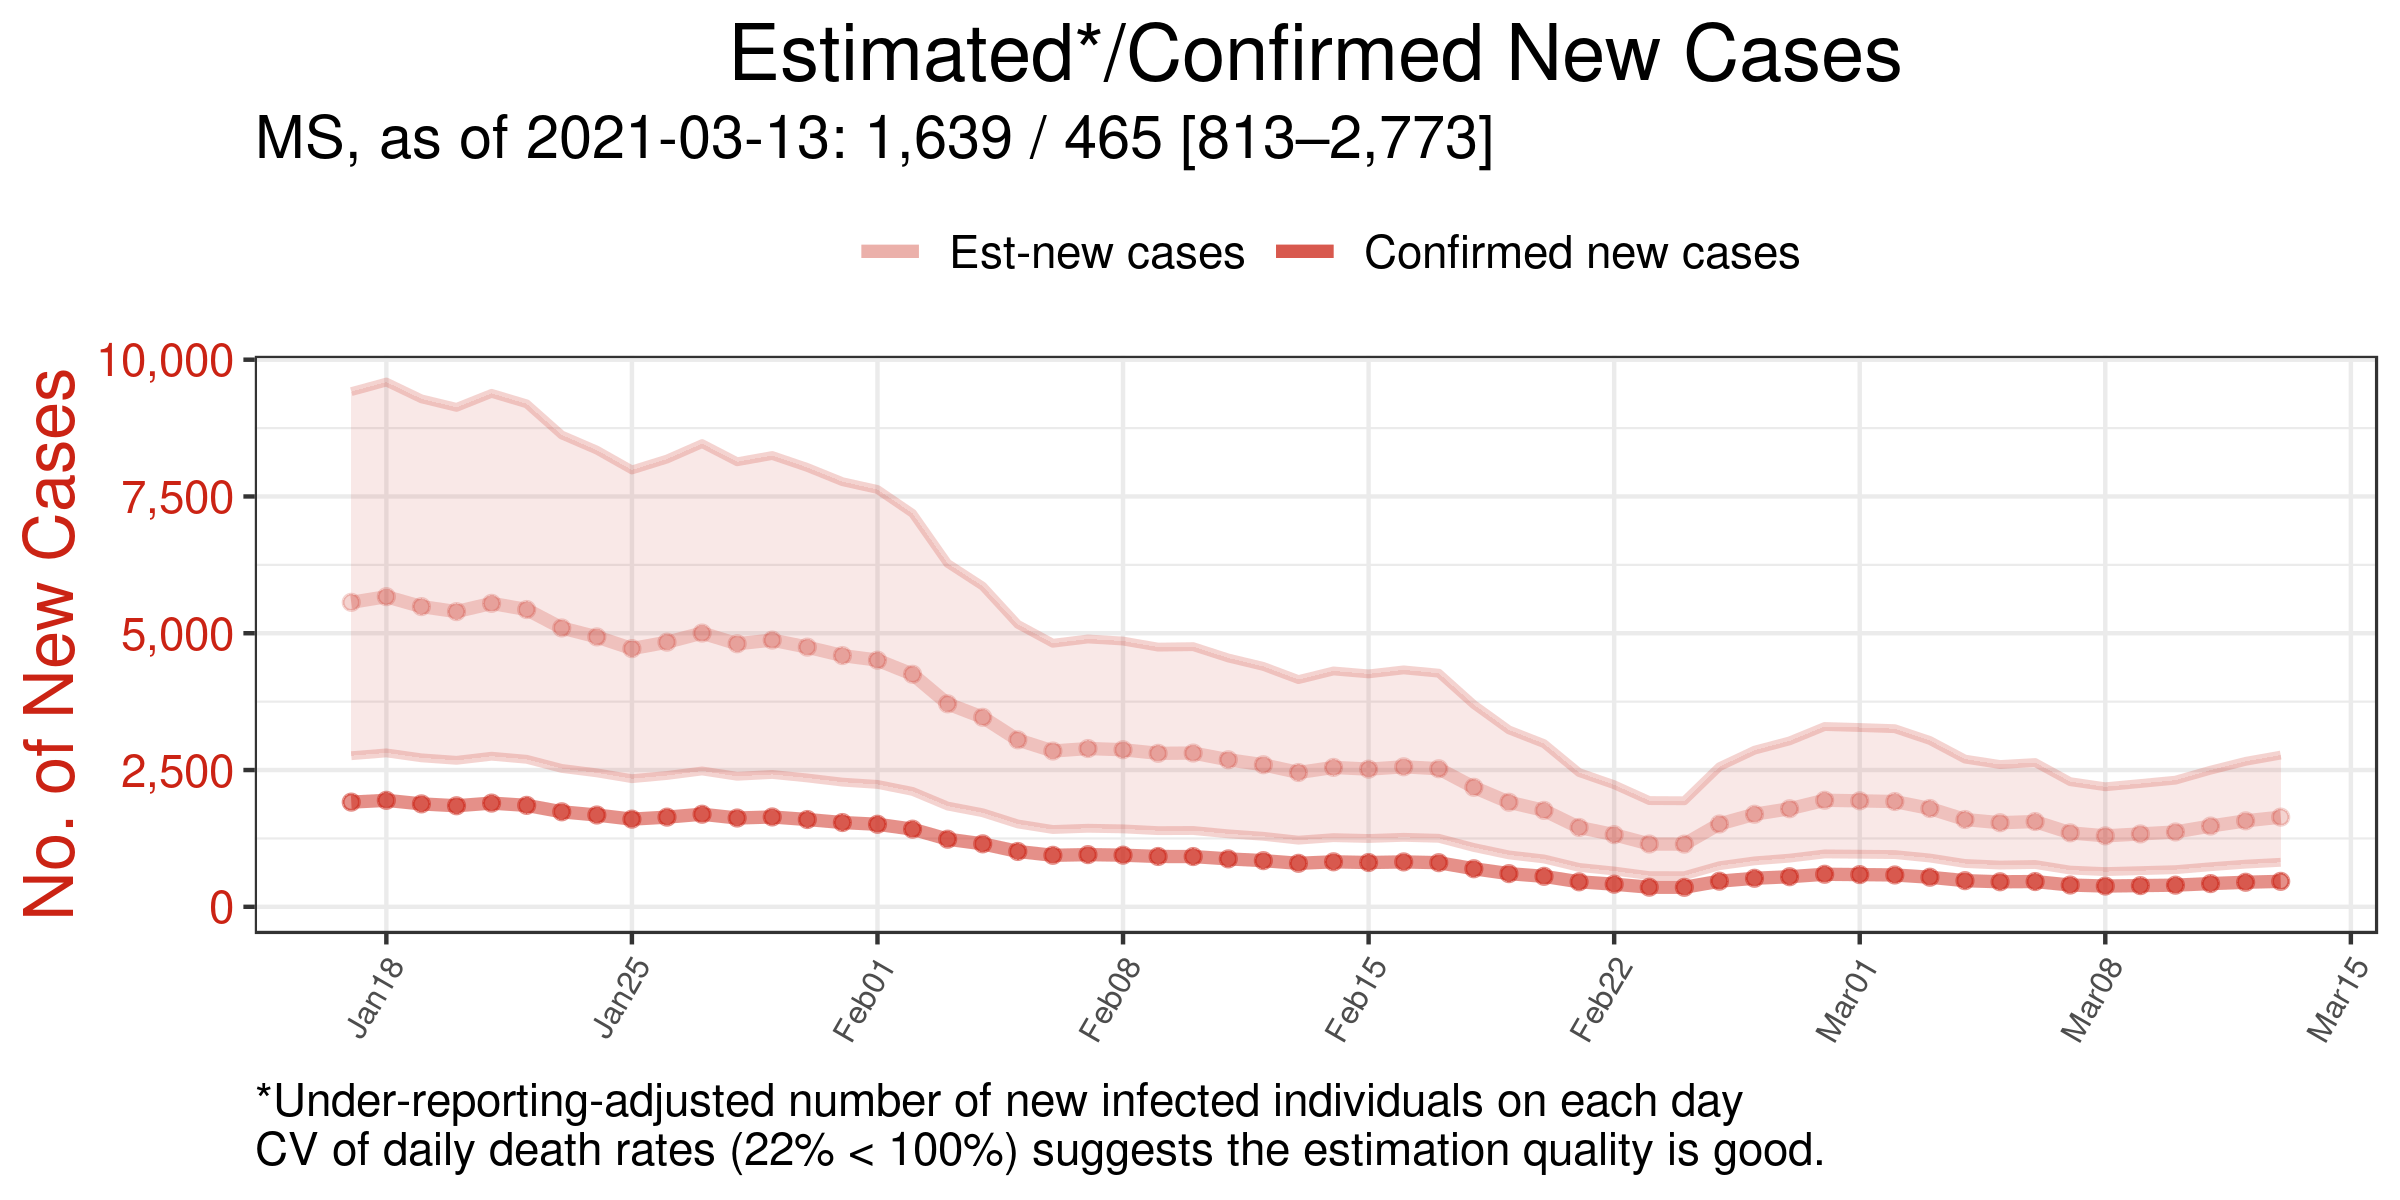 Estimated*/Confirmed New Cases
MS, as of 2021-03-13: 1,639 / 465 [813–2,773]
Est-new cases
Confirmed new cases
No. of New Cases
10,000
7,500
5,000
2,500
0
Jan18
Jan25
Feb01
Feb08
Feb15
Feb22
Mar01
Mar08
Mar15
*Under-reporting-adjusted number of new infected individuals on each day
CV of daily death rates (22% < 100%) suggests the estimation quality is good.